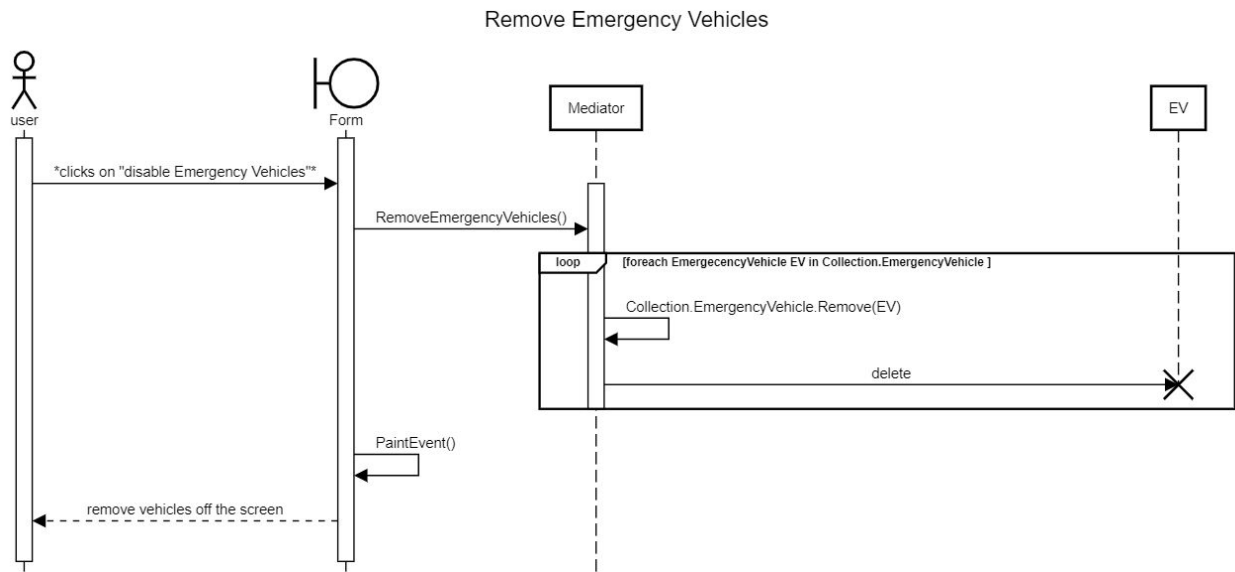 Remove Emergency Vehicles
user
Form
Mediator
EV
*clicks on "disable Emergency Vehicles"*
RemoveEmergencyVehicles()
loop
[foreach EmergecencyVehicle EV in Collection.EmergencyVehicle ]
Collection.EmergencyVehicle.Remove(EV)
delete
PaintEvent()
remove vehicles off the screen